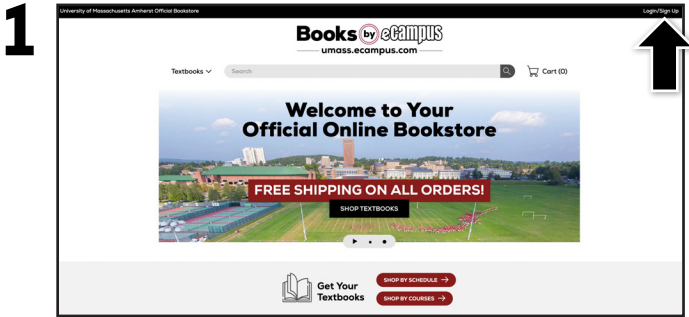 1
University of Massachusetts Amherst Official Bookstore
Login/Sign Up
Books by eCampus
umass.ecampus.com
Textbooks
Search
Cart (0)
Welcome to Your
Official Online Bookstore
FREE SHIPPING ON ALL ORDERS!
SHOP TEXTBOOKS
Get Your
Textbooks
SHOP BY SCHEDULE →
SHOP BY COURSES →